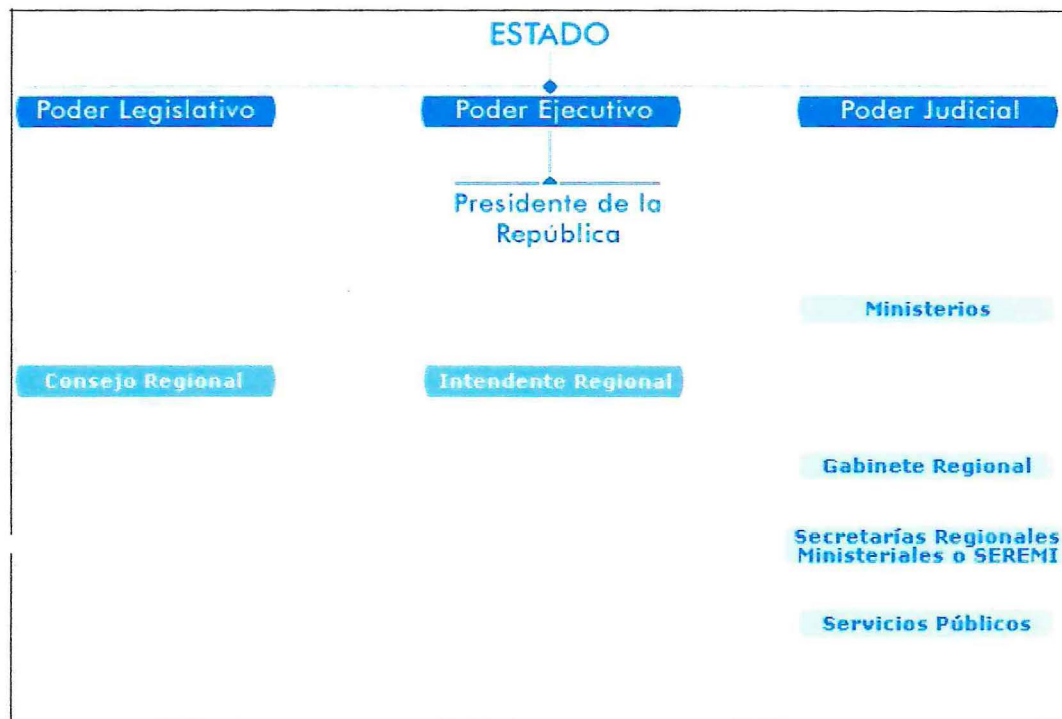 ESTADO
Poder Legislativo
Poder Ejecutivo
Poder Judicial
Presidente de la
República
Ministerios
Consejo Regional
Intendente Regional
Gabinete Regional
Secretarías Regionales
Ministeriales o SEREMI
Servicios Públicos